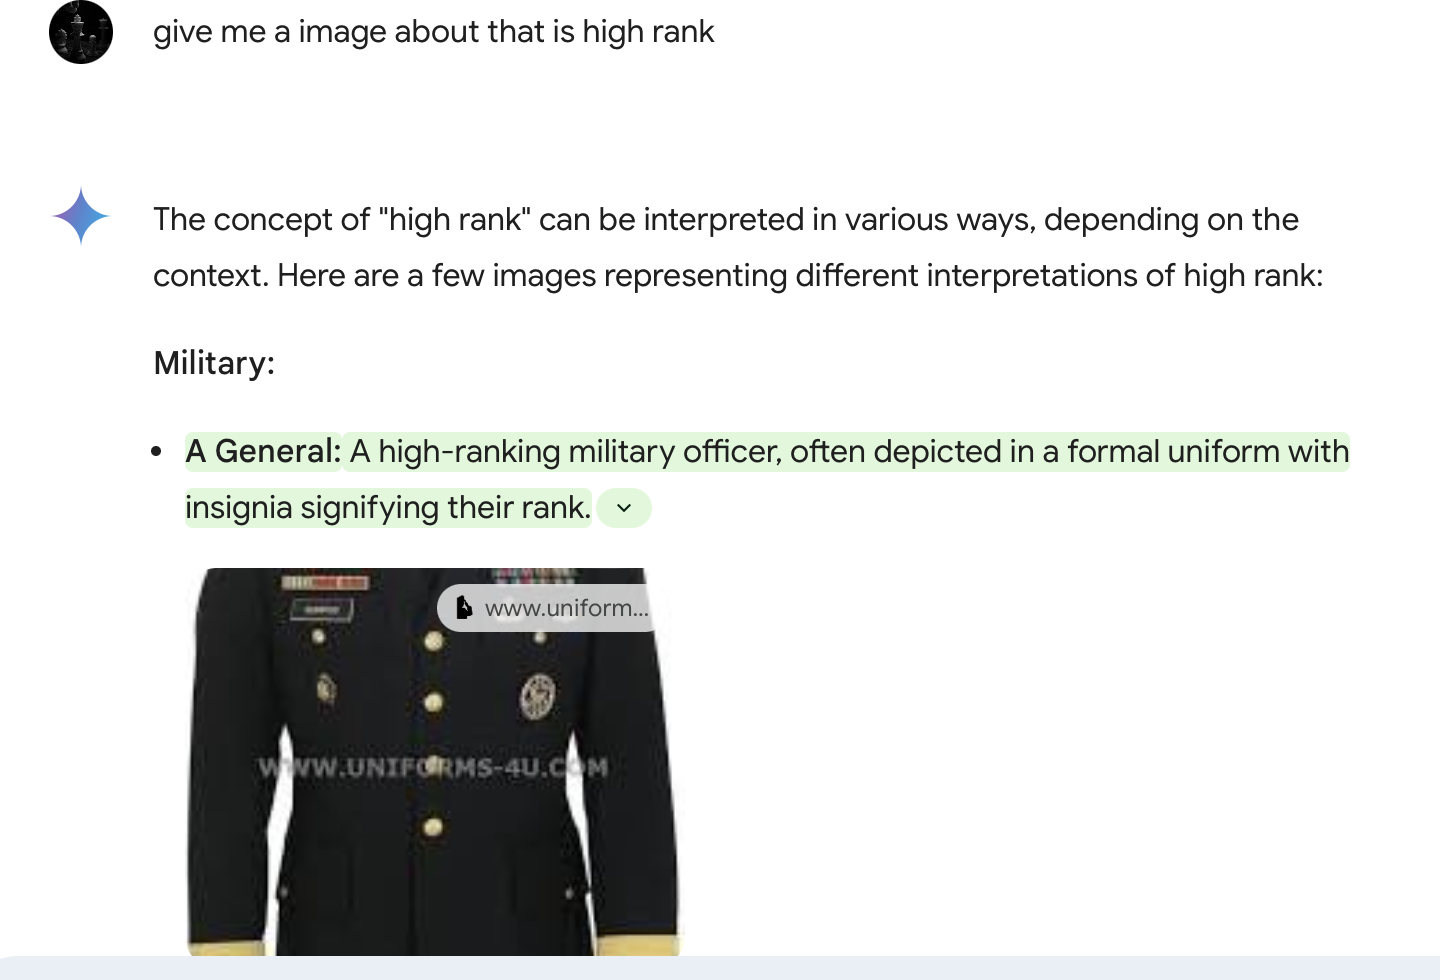 give me a image about that is high rank
The concept of "high rank" can be interpreted in various ways, depending on the
context. Here are a few images representing different interpretations of high rank:
Military:
A General: A high-ranking military officer, often depicted in a formal uniform with
insignia signifying their rank.
www.uniform...
WWW.UNIFORMS-4U.COM